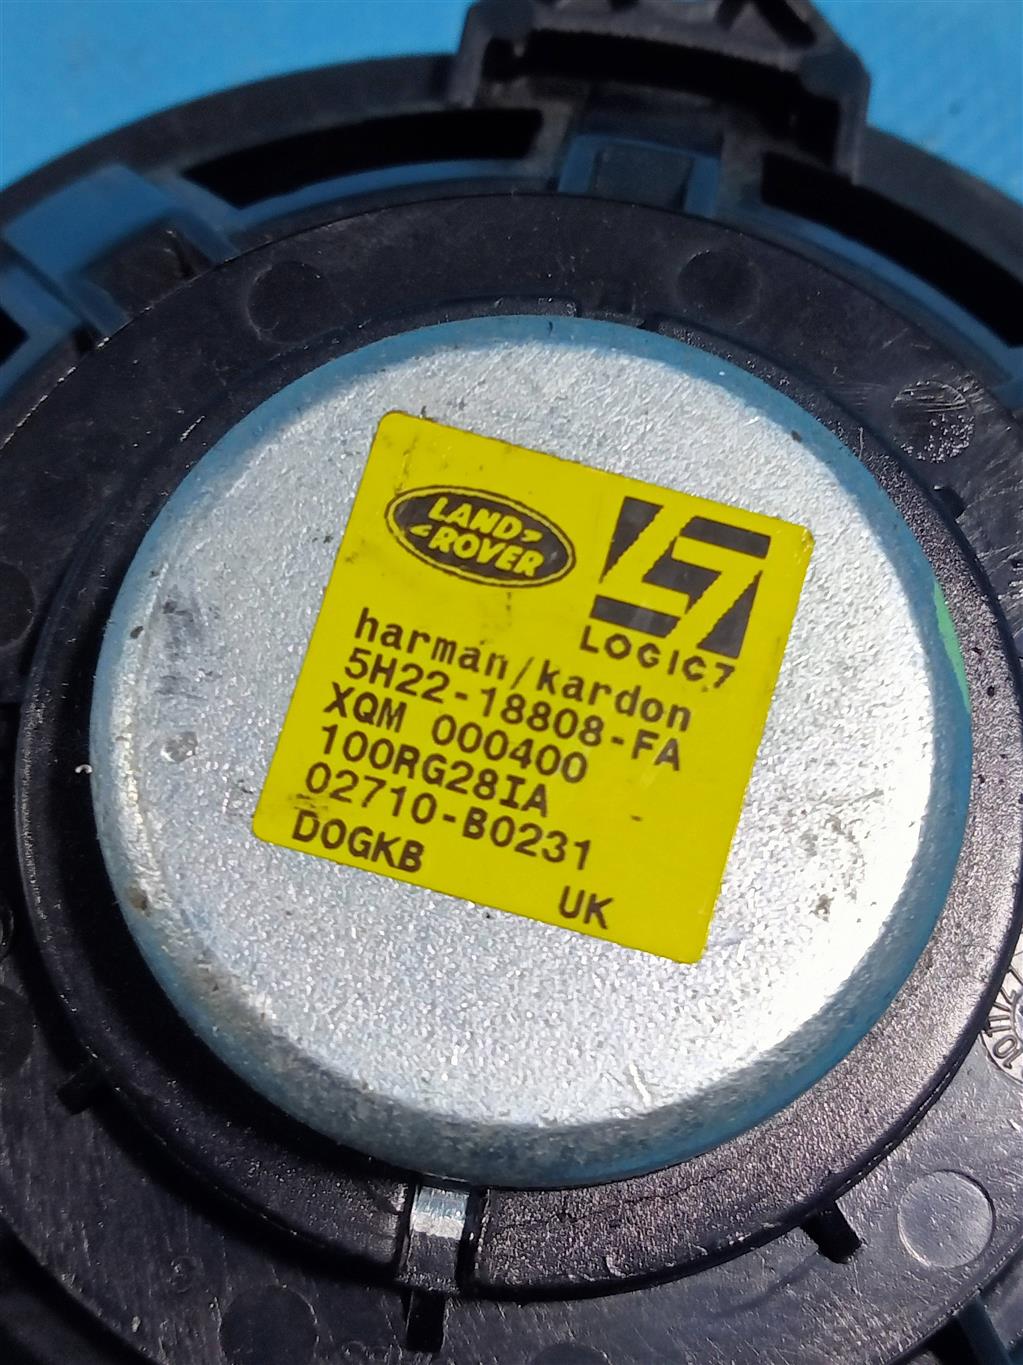 LAND
ROVER
LOGIC7
harman/kardon
5H22-18808-FA
XQM 000400
100RG28IA
02710-B0231
D0GKB
UK